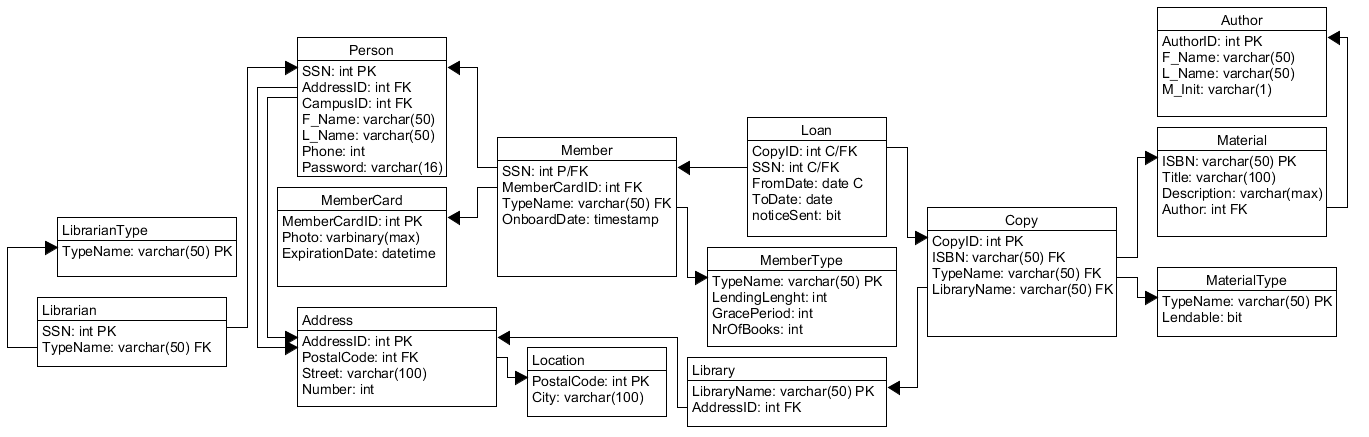 Author
AuthorID: int PK
F_Name: varchar(50)
L_Name: varchar(50)
M_Init: varchar(1)
Person
SSN: int PK
AddressID: int FK
CampusID: int FK
F_Name: varchar(50)
L_Name: varchar(50)
Phone: int
Password: varchar(16)
Loan
CopyID: int C/FK
SSN: int C/FK
FromDate: date C
ToDate: date
noticeSent: bit
Material
ISBN: varchar(50) PK
Title: varchar(100)
Description: varchar(max)
Author: int FK
Member
SSN: int P/FK
MemberCardID: int FK
TypeName: varchar(50) FK
OnboardDate: timestamp
MemberCard
MemberCardID: int PK
Photo: varbinary(max)
ExpirationDate: datetime
LibrarianType
TypeName: varchar(50) PK
Copy
CopyID: int PK
ISBN: varchar(50) FK
TypeName: varchar(50) FK
LibraryName: varchar(50) FK
MemberType
TypeName: varchar(50) PK
LendingLenght: int
GracePeriod: int
NrOfBooks: int
MaterialType
TypeName: varchar(50) PK
Lendable: bit
Librarian
SSN: int PK
TypeName: varchar(50) FK
Address
AddressID: int PK
PostalCode: int FK
Street: varchar(100)
Number: int
Location
PostalCode: int PK
City: varchar(100)
Library
LibraryName: varchar(50) PK
AddressID: int FK